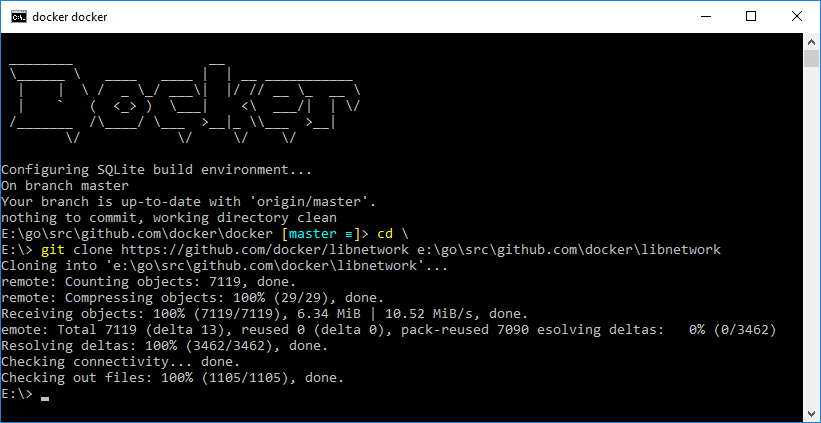 docker docker
Docker
Configuring SQLite build environment...
On branch master
Your branch is up-to-date with 'origin/master'.
nothing to commit, working directory clean
E:\go\src\github.com\docker\docker [master ≡]> cd \
E:\> git clone https://github.com/docker/libnetwork e:\go\src\github.com\docker\libnetwork
Cloning into 'e:\go\src\github.com\docker\libnetwork'...
remote: Counting objects: 7119, done.
remote: Compressing objects: 100% (29/29), done.
Receiving objects: 100% (7119/7119), 6.34 MiB | 10.52 MiB/s, done.
emote: Total 7119 (delta 13), reused 0 (delta 0), pack-reused 7090 esolving deltas:   0% (0/3462)
Resolving deltas: 100% (3462/3462), done.
Checking connectivity... done.
Checking out files: 100% (1105/1105), done.
E:\>